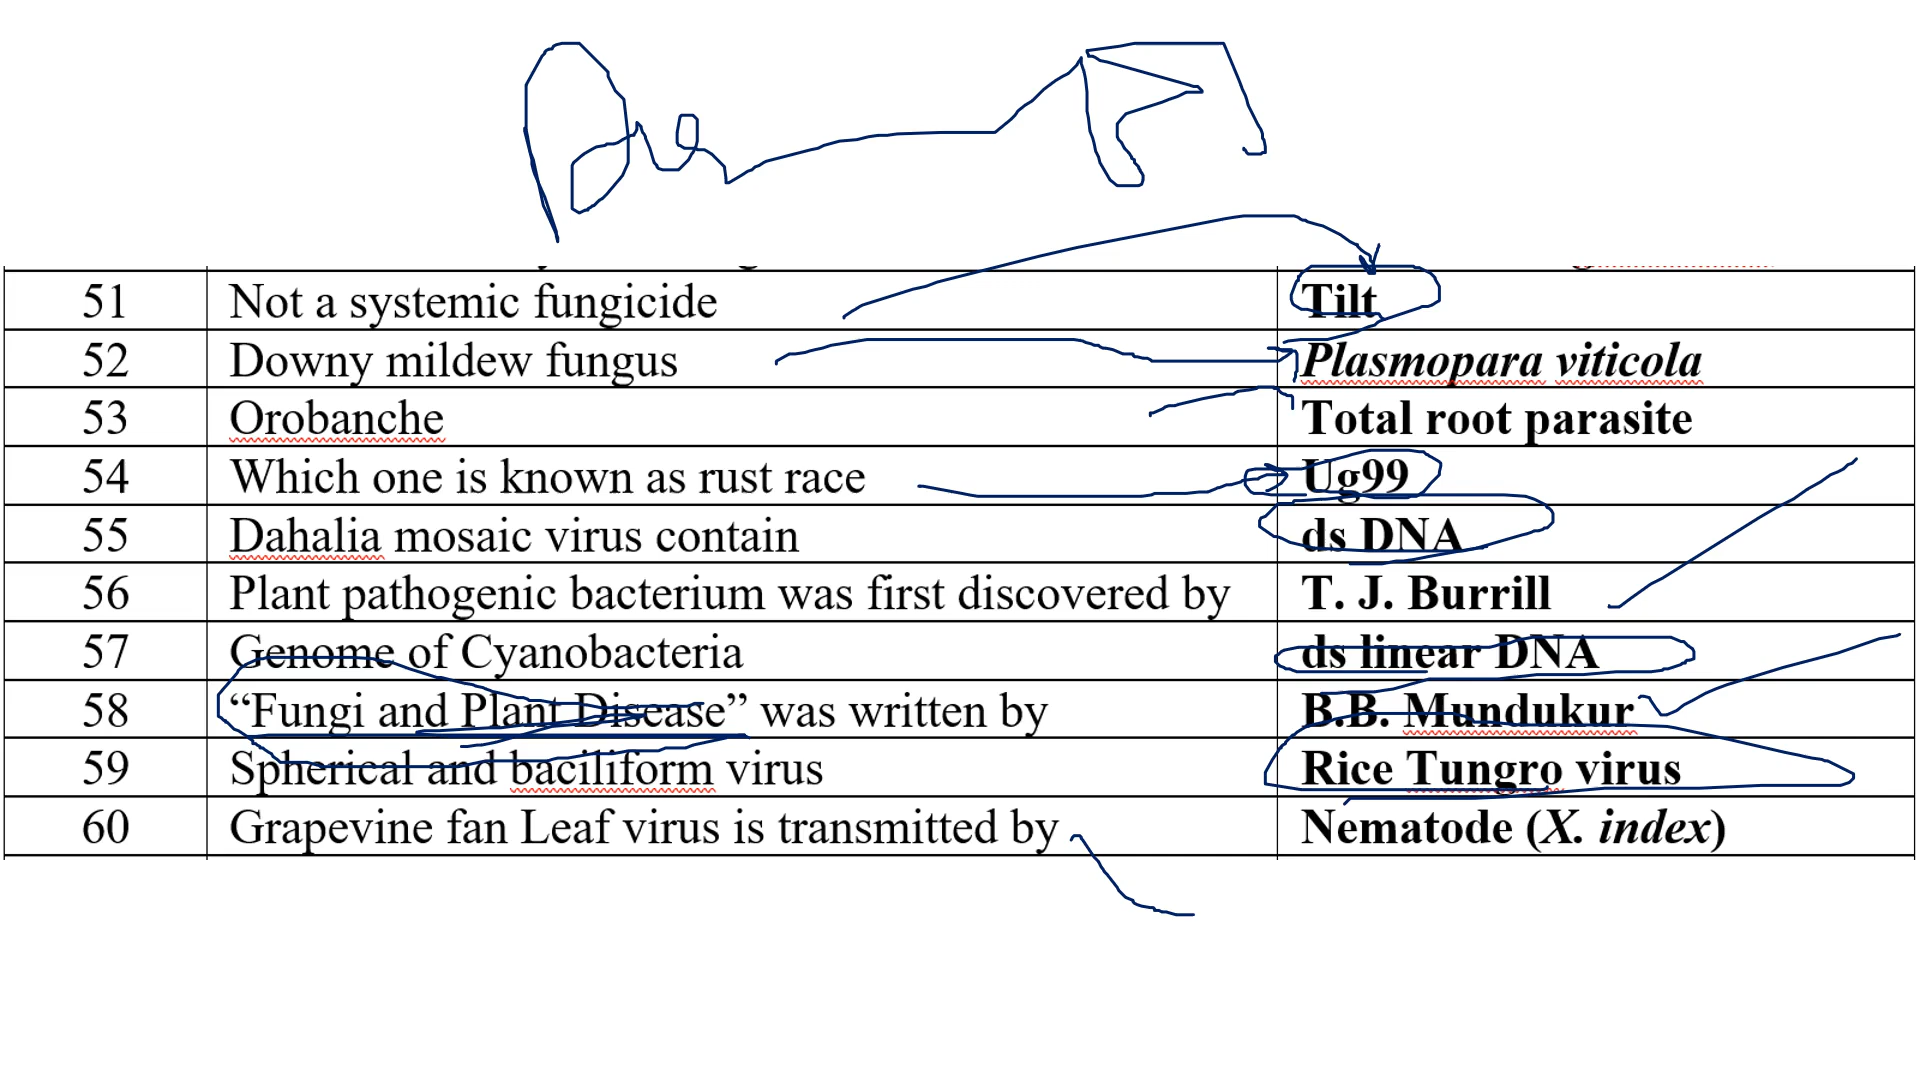 51 Not a systemic fungicide Tilt
52 Downy mildew fungus Plasmopara viticola
53 Orobanche Total root parasite
54 Which one is known as rust race Ug99
55 Dahalia mosaic virus contain ds DNA
56 Plant pathogenic bacterium was first discovered by T. J. Burrill
57 Genome of Cyanobacteria ds linear DNA
58 “Fungi and Plant Disease” was written by B.B. Mundukur
59 Spherical and baciliform virus Rice Tungro virus
60 Grapevine fan Leaf virus is transmitted by Nematode (X. index)